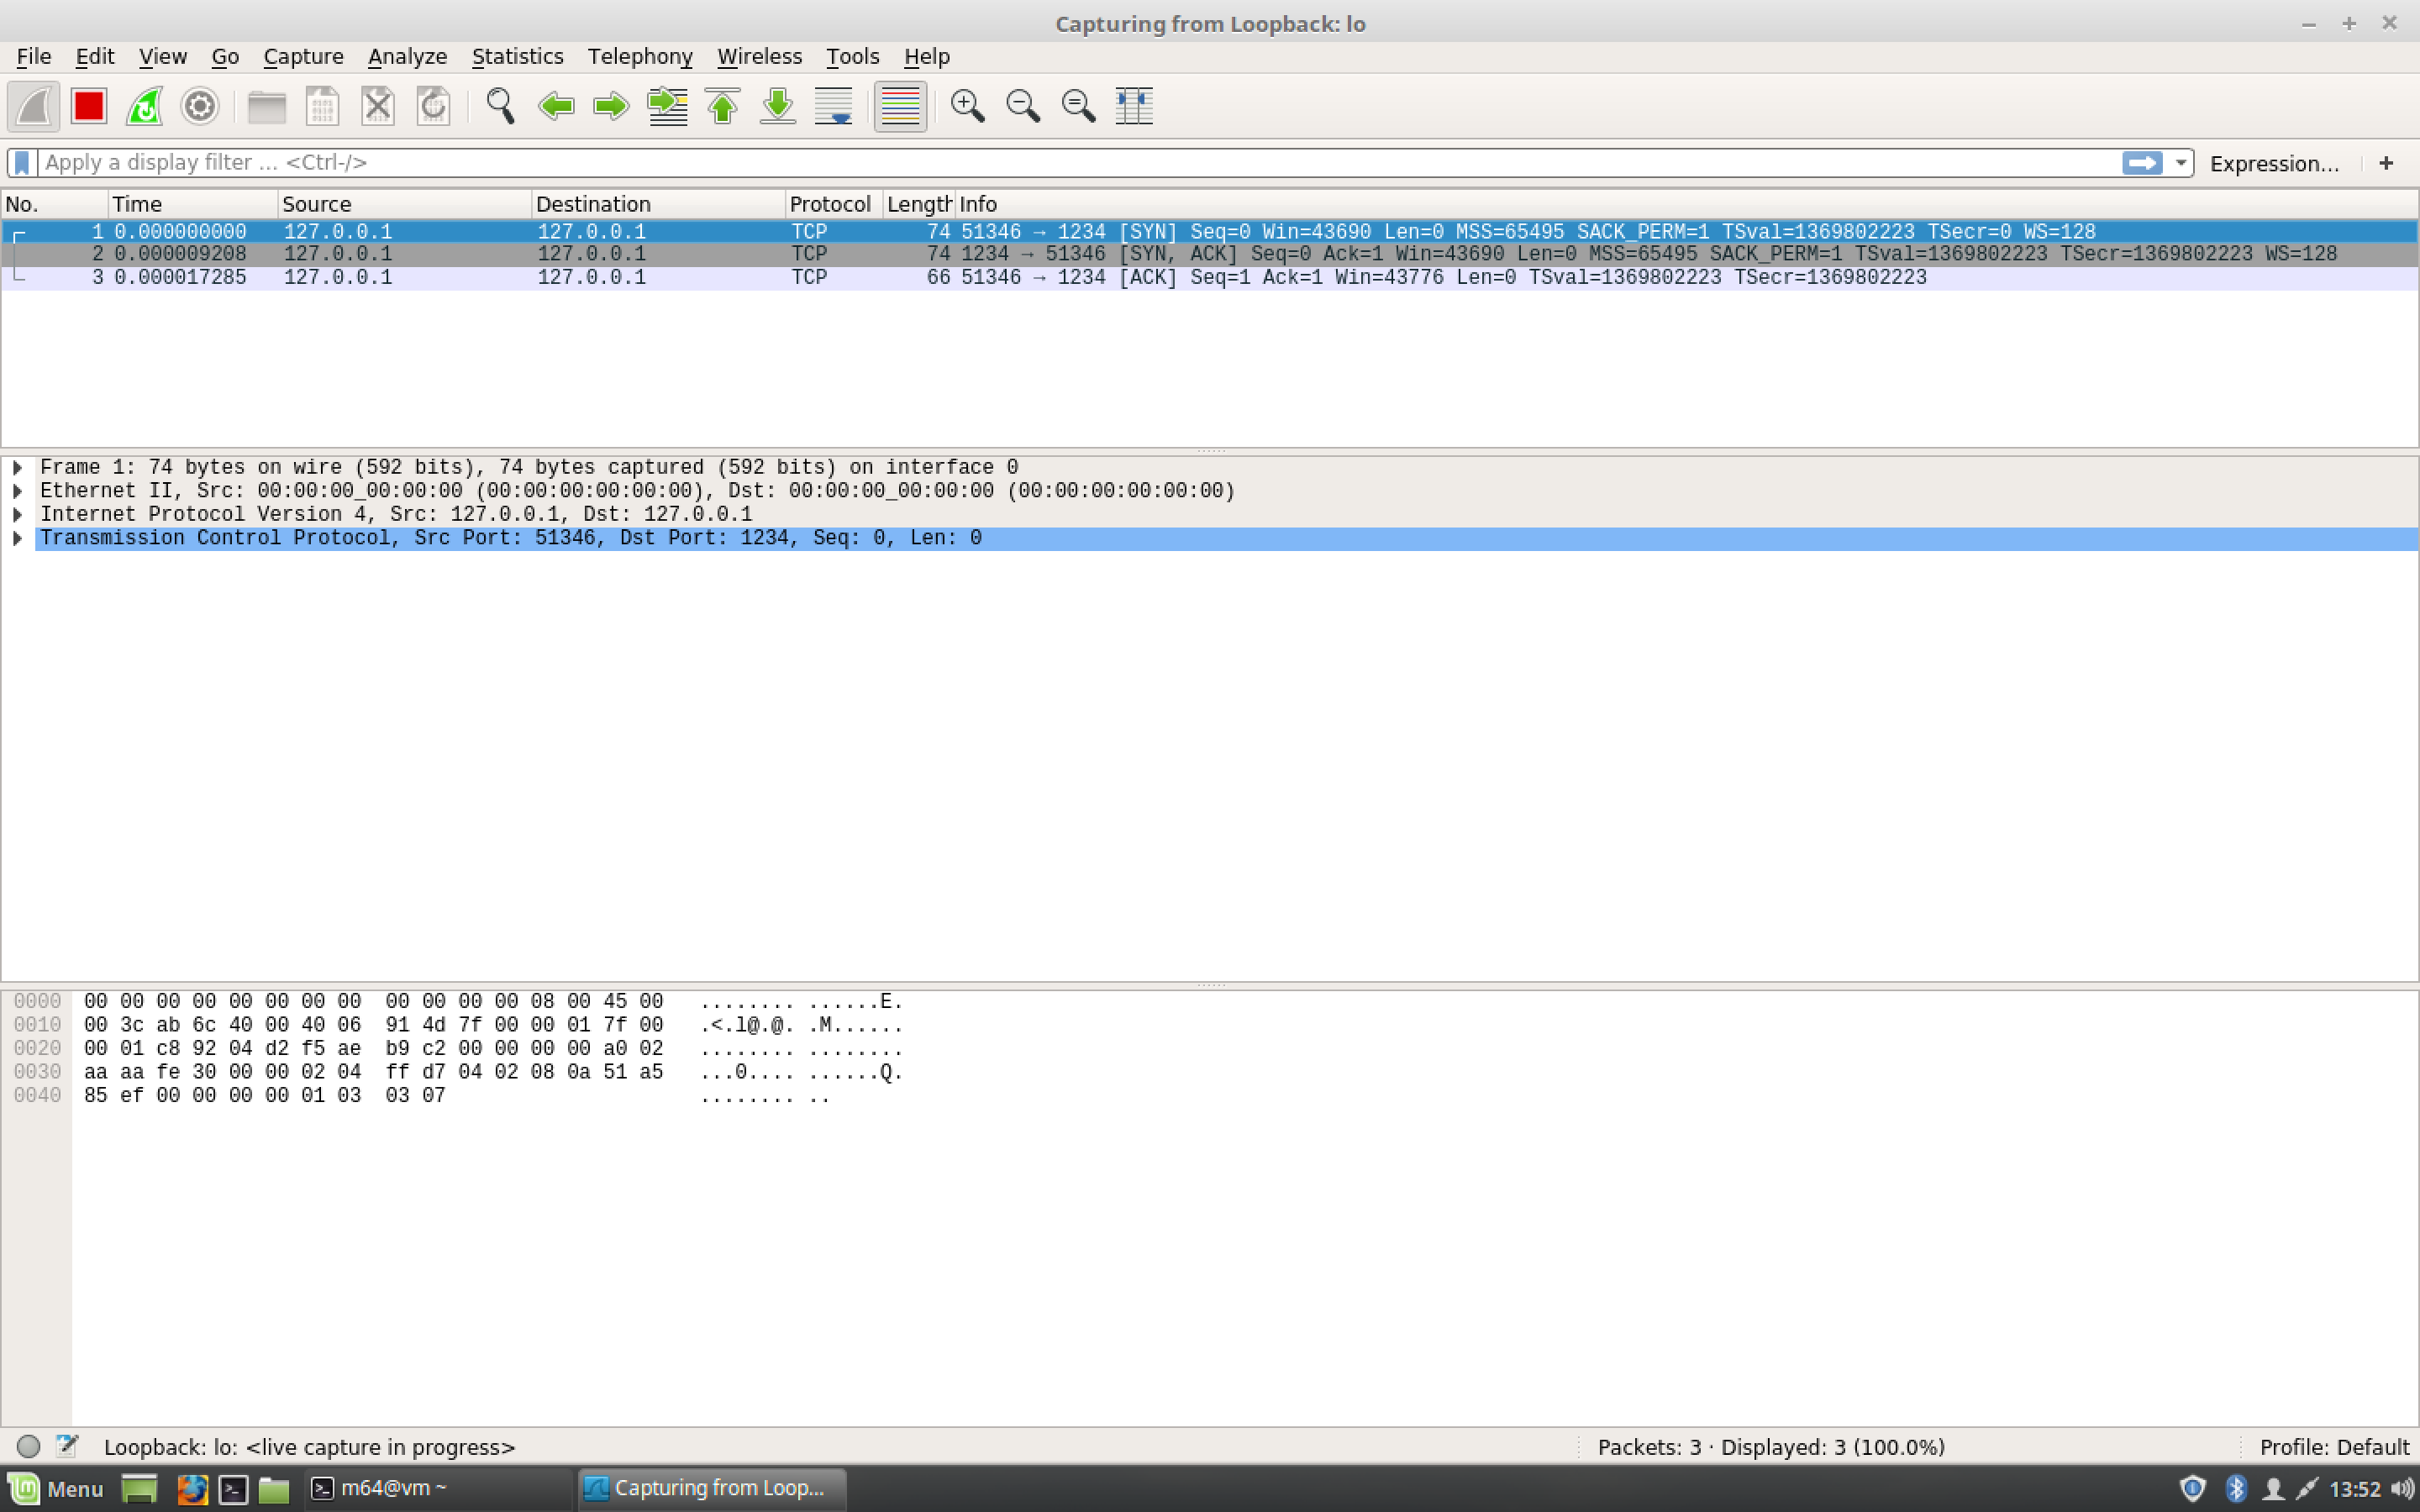 Capturing from Loopback: lo
File Edit View Go Capture Analyze Statistics Telephony Wireless Tools Help
Apply a display filter ... <Ctrl-/> Expression... +
No. Time Source Destination Protocol Length Info
1 0.000000000 127.0.0.1 127.0.0.1 TCP 74 51346 → 1234 [SYN] Seq=0 Win=43690 Len=0 MSS=65495 SACK_PERM=1 TSval=1369802223 TSecr=0 WS=128
2 0.000009208 127.0.0.1 127.0.0.1 TCP 74 1234 → 51346 [SYN, ACK] Seq=0 Ack=1 Win=43690 Len=0 MSS=65495 SACK_PERM=1 TSval=1369802223 TSecr=1369802223 WS=128
3 0.000017285 127.0.0.1 127.0.0.1 TCP 66 51346 → 1234 [ACK] Seq=1 Ack=1 Win=43776 Len=0 TSval=1369802223 TSecr=1369802223
Frame 1: 74 bytes on wire (592 bits), 74 bytes captured (592 bits) on interface 0
Ethernet II, Src: 00:00:00_00:00:00 (00:00:00:00:00:00), Dst: 00:00:00_00:00:00 (00:00:00:00:00:00)
Internet Protocol Version 4, Src: 127.0.0.1, Dst: 127.0.0.1
Transmission Control Protocol, Src Port: 51346, Dst Port: 1234, Seq: 0, Len: 0
0000 00 00 00 00 00 00 00 00 00 00 00 00 08 00 45 00 ........ ......E.
0010 00 3c ab 6c 40 00 40 06 91 4d 7f 00 00 01 7f 00 .<.l@.@. .M......
0020 00 01 c8 92 04 d2 f5 ae b9 c2 00 00 00 00 a0 02 ........ ........
0030 aa aa fe 30 00 00 02 04 ff d7 04 02 08 0a 51 a5 ...0.... ......Q.
0040 85 ef 00 00 00 00 01 03 03 07 ........ ..
Loopback: lo: <live capture in progress> Packets: 3 · Displayed: 3 (100.0%) Profile: Default
Menu m64@vm ~ Capturing from Loop... 13:52